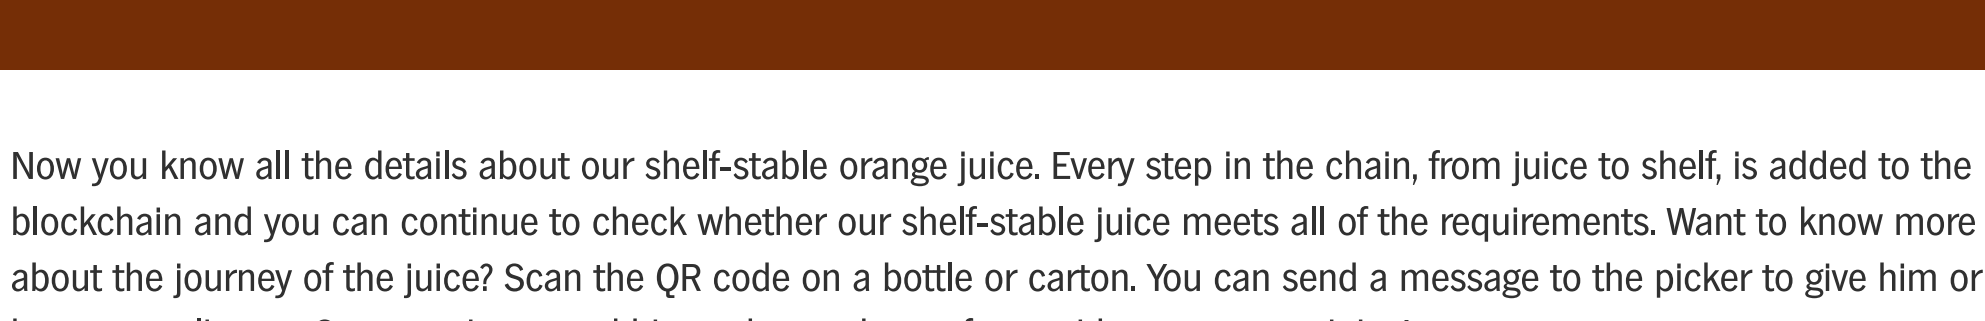 Now you know all the details about our shelf-stable orange juice. Every step in the chain, from juice to shelf, is added to the
blockchain and you can continue to check whether our shelf-stable juice meets all of the requirements. Want to know more
about the journey of the juice? Scan the QR code on a bottle or carton. You can send a message to the picker to give him or